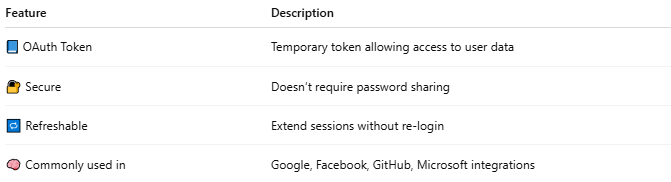 Feature Description
📘 OAuth Token Temporary token allowing access to user data
🔐 Secure Doesn't require password sharing
🔁 Refreshable Extend sessions without re-login
🧠 Commonly used in Google, Facebook, GitHub, Microsoft integrations